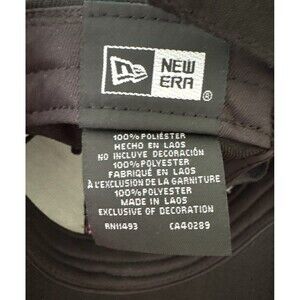 NEW
ERA
®
100% POLIÉSTER
HECHO EN LAOS
NO INCLUYE DECORACIÓN
100% POLYESTER
FABRIQUÉ EN LAOS
À L'EXCLUSION DE LA GARNITURE
100% POLYESTER
MADE IN LAOS
EXCLUSIVE OF DECORATION
RN11493 CA40289